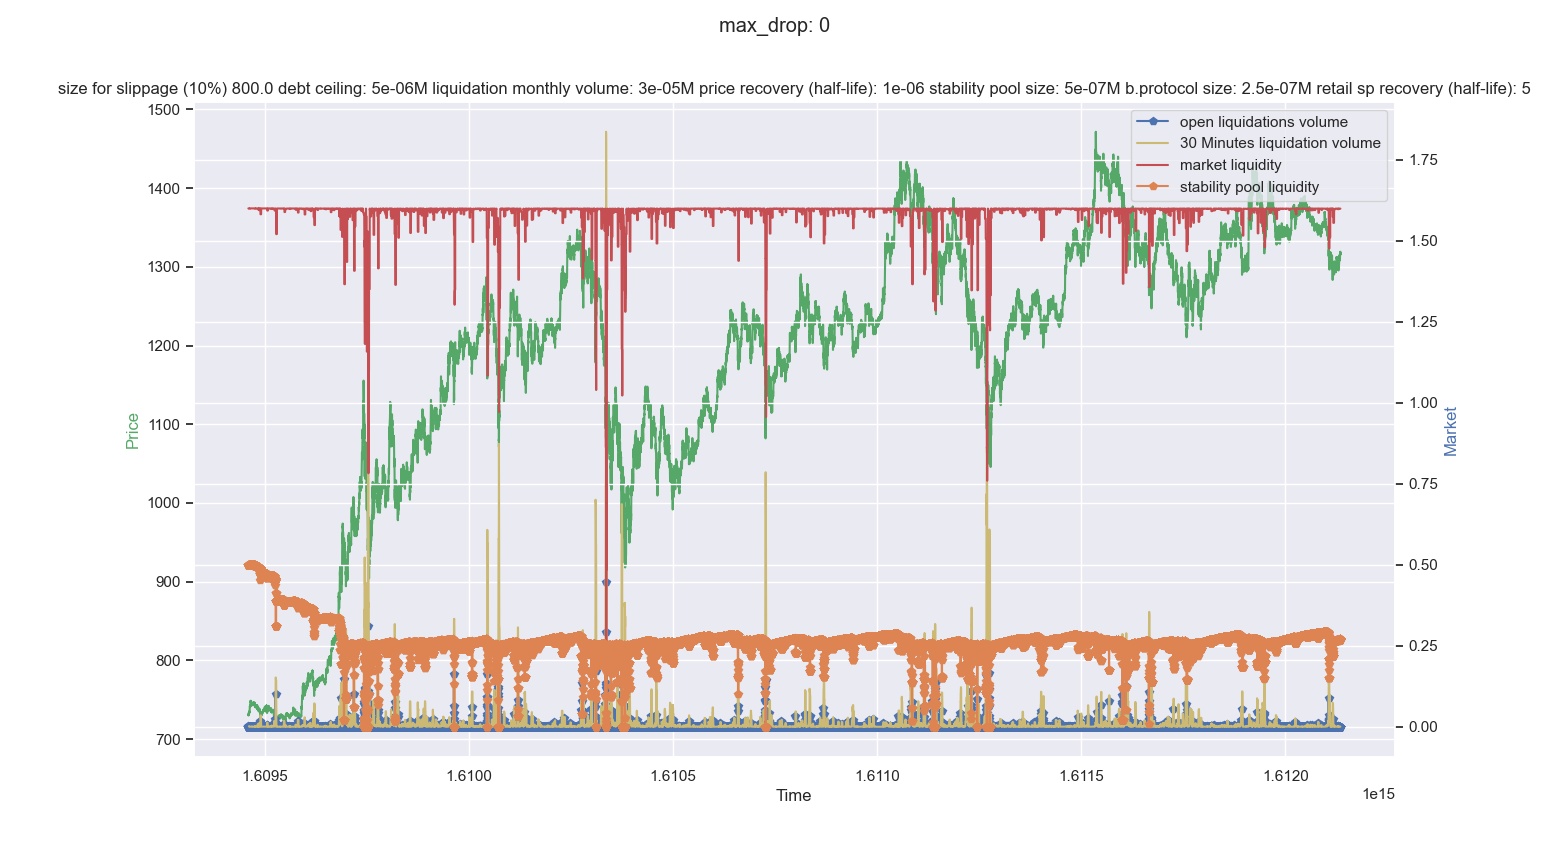 max_drop: 0
size for slippage (10%) 800.0 debt ceiling: 5e-06M liquidation monthly volume: 3e-05M price recovery (half-life): 1e-06 stability pool size: 5e-07M b.protocol size: 2.5e-07M retail sp recovery (half-life): 5
open liquidations volume
30 Minutes liquidation volume
market liquidity
stability pool liquidity
1500
1400
1300
1200
1100
1000
900
800
700
Price
1.75
1.50
1.25
1.00
0.75
0.50
0.25
0.00
Market
1.6095 1.6100 1.6105 1.6110 1.6115 1.6120
Time
1e15